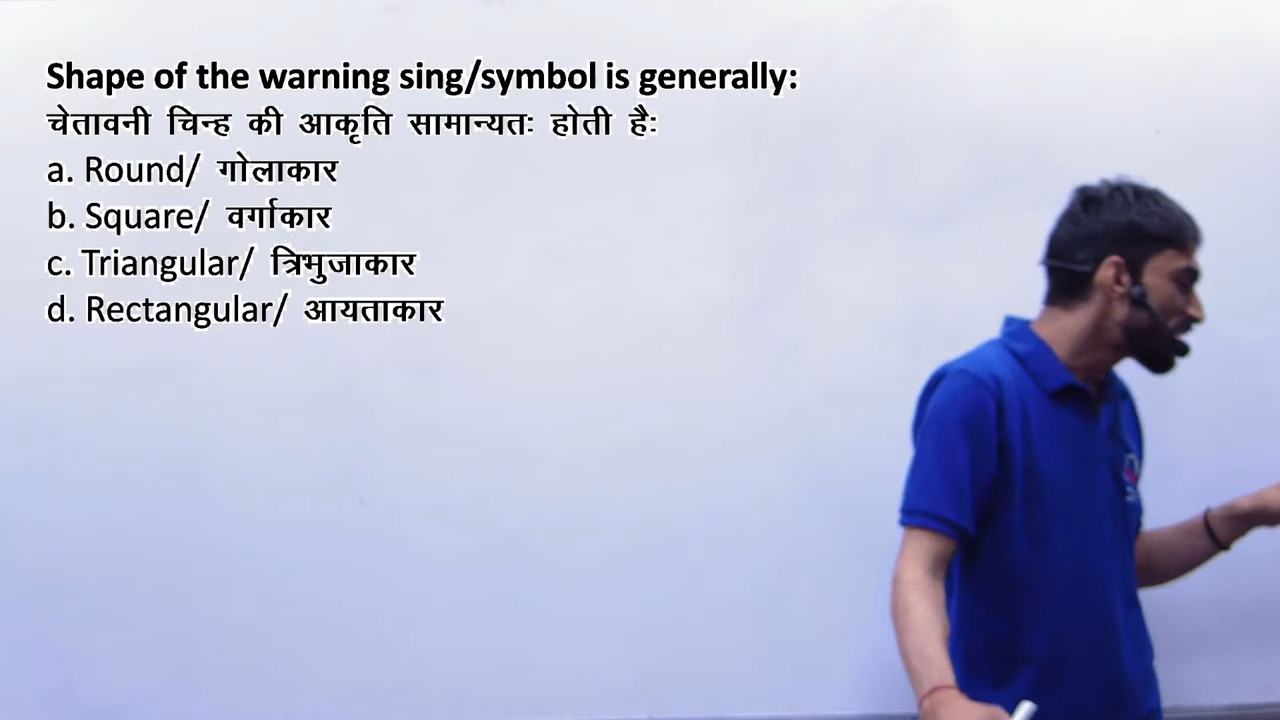 Shape of the warning sing/symbol is generally:
चेतावनी चिन्ह की आकृति सामान्यतः होती हैः
a. Round/ गोलाकार
b. Square/ वर्गाकार
c. Triangular/ त्रिभुजाकार
d. Rectangular/ आयताकार